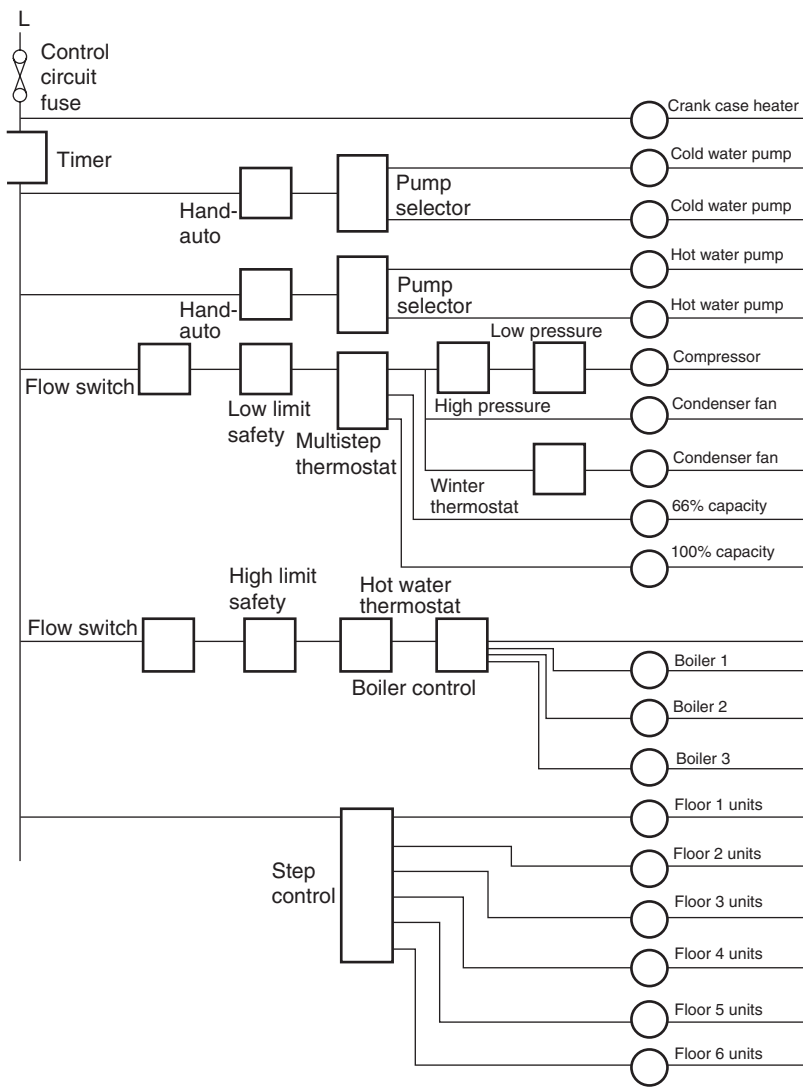 L
Control
circuit
fuse
Crank case heater
Timer
Cold water pump
Pump
selector
Hand-
auto
Cold water pump
Hot water pump
Pump
selector
Hand-
auto
Hot water pump
Low pressure
Compressor
Flow switch
Low limit
safety
High pressure
Multistep
thermostat
Condenser fan
Winter
thermostat
Condenser fan
66% capacity
100% capacity
High limit
safety
Hot water
thermostat
Flow switch
Boiler control
Boiler 1
Boiler 2
Boiler 3
Step
control
Floor 1 units
Floor 2 units
Floor 3 units
Floor 4 units
Floor 5 units
Floor 6 units